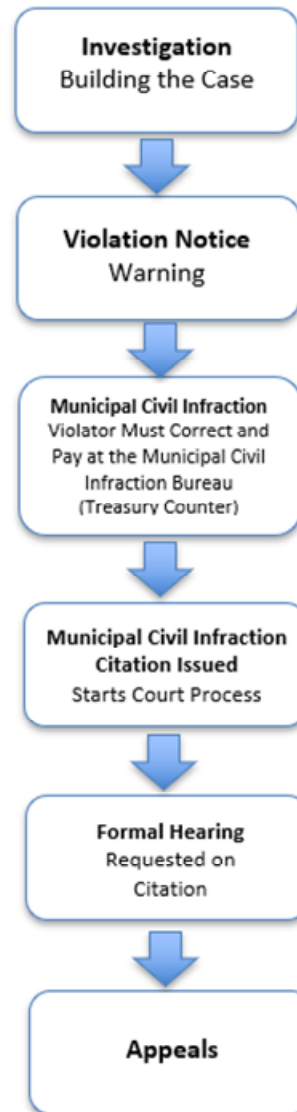 Investigation
Building the Case
Violation Notice
Warning
Municipal Civil Infraction
Violator Must Correct and
Pay at the Municipal Civil
Infraction Bureau
(Treasury Counter)
Municipal Civil Infraction
Citation Issued
Starts Court Process
Formal Hearing
Requested on
Citation
Appeals